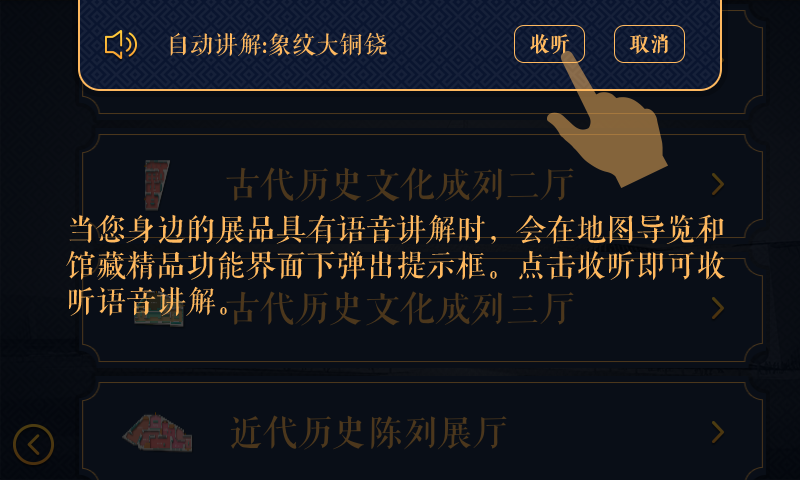 自动讲解:象纹大铜铙
收听
取消
古代历史文化成列二厅
当您身边的展品具有语音讲解时，会在地图导览和
馆藏精品功能界面下弹出提示框。点击收听即可收
听语音讲解。
古代历史文化成列三厅
近代历史陈列展厅